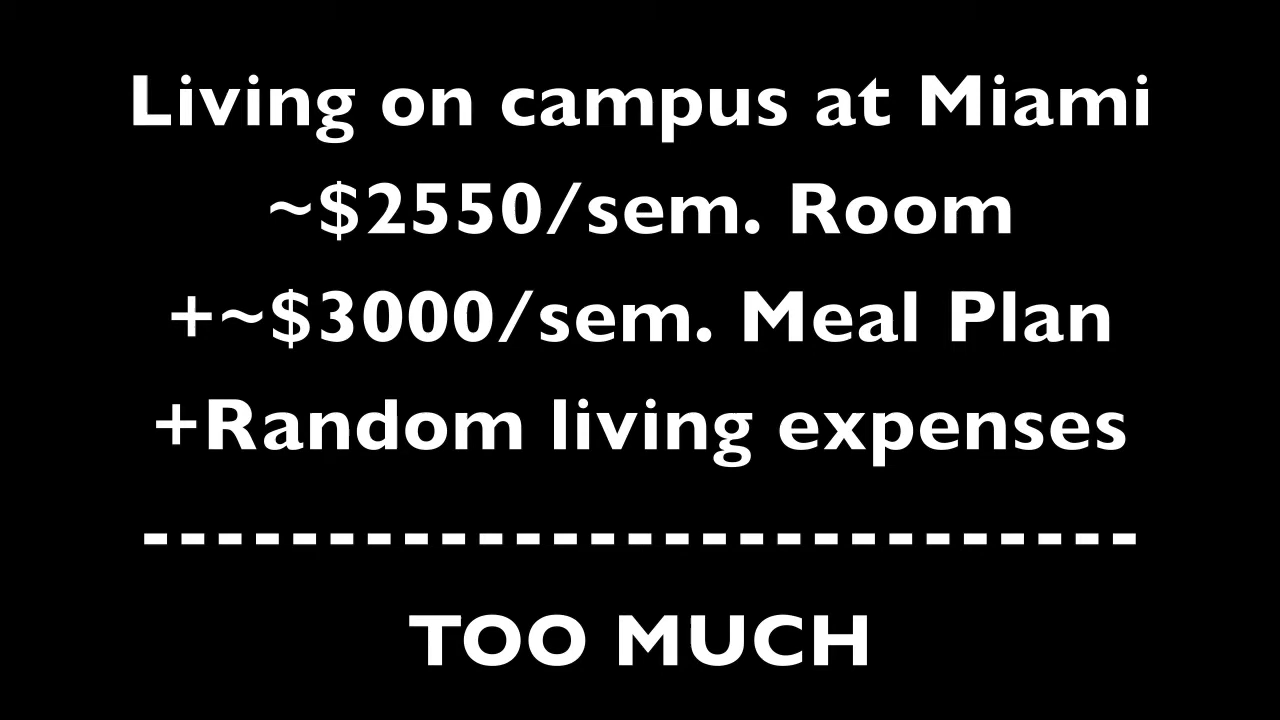 Living on campus at Miami
~$2550/sem. Room
+~$3000/sem. Meal Plan
+Random living expenses
---------------------------
TOO MUCH